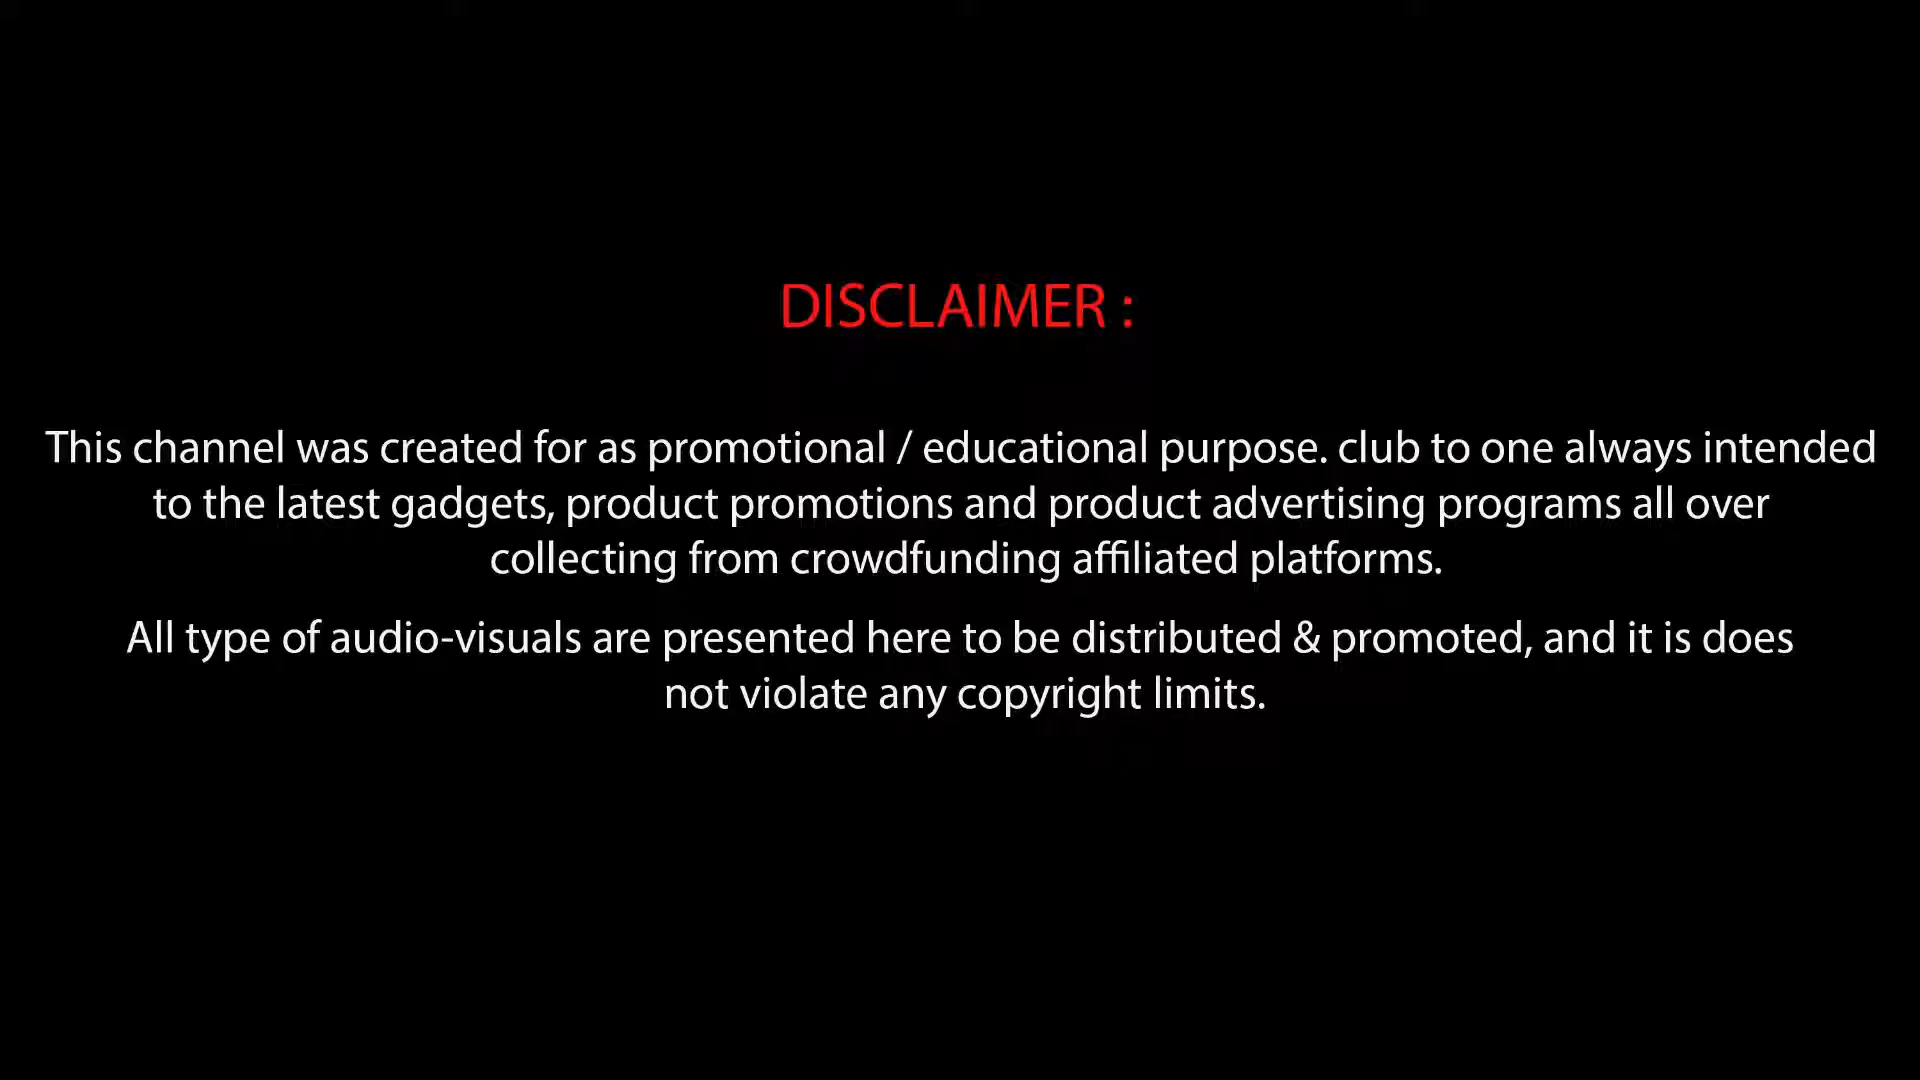 DISCLAIMER :
This channel was created for as promotional / educational purpose. club to one always intended
to the latest gadgets, product promotions and product advertising programs all over
collecting from crowdfunding affiliated platforms.
All type of audio-visuals are presented here to be distributed & promoted, and it is does
not violate any copyright limits.